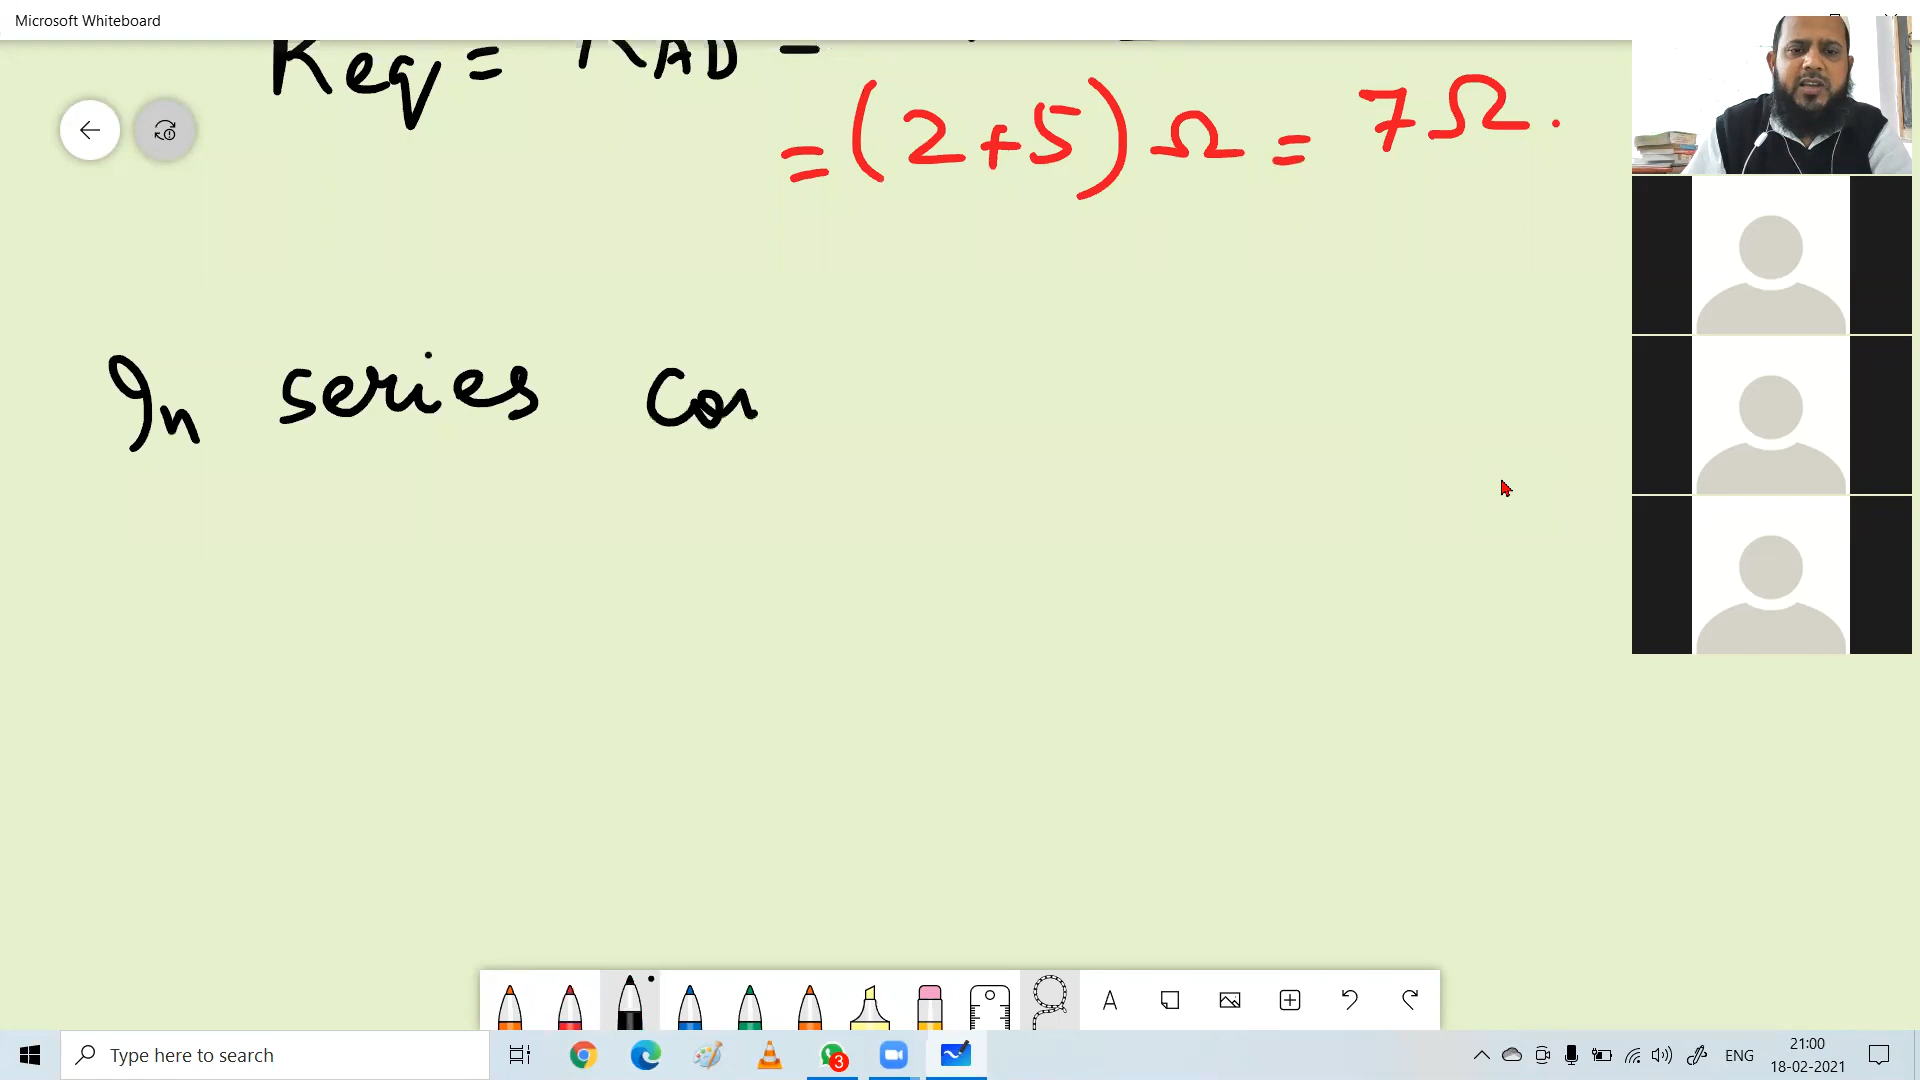 Microsoft Whiteboard
Req = RAD =
= (2+5) Ω = 7Ω.
In series con
A
Type here to search
3
ENG
21:00
18-02-2021